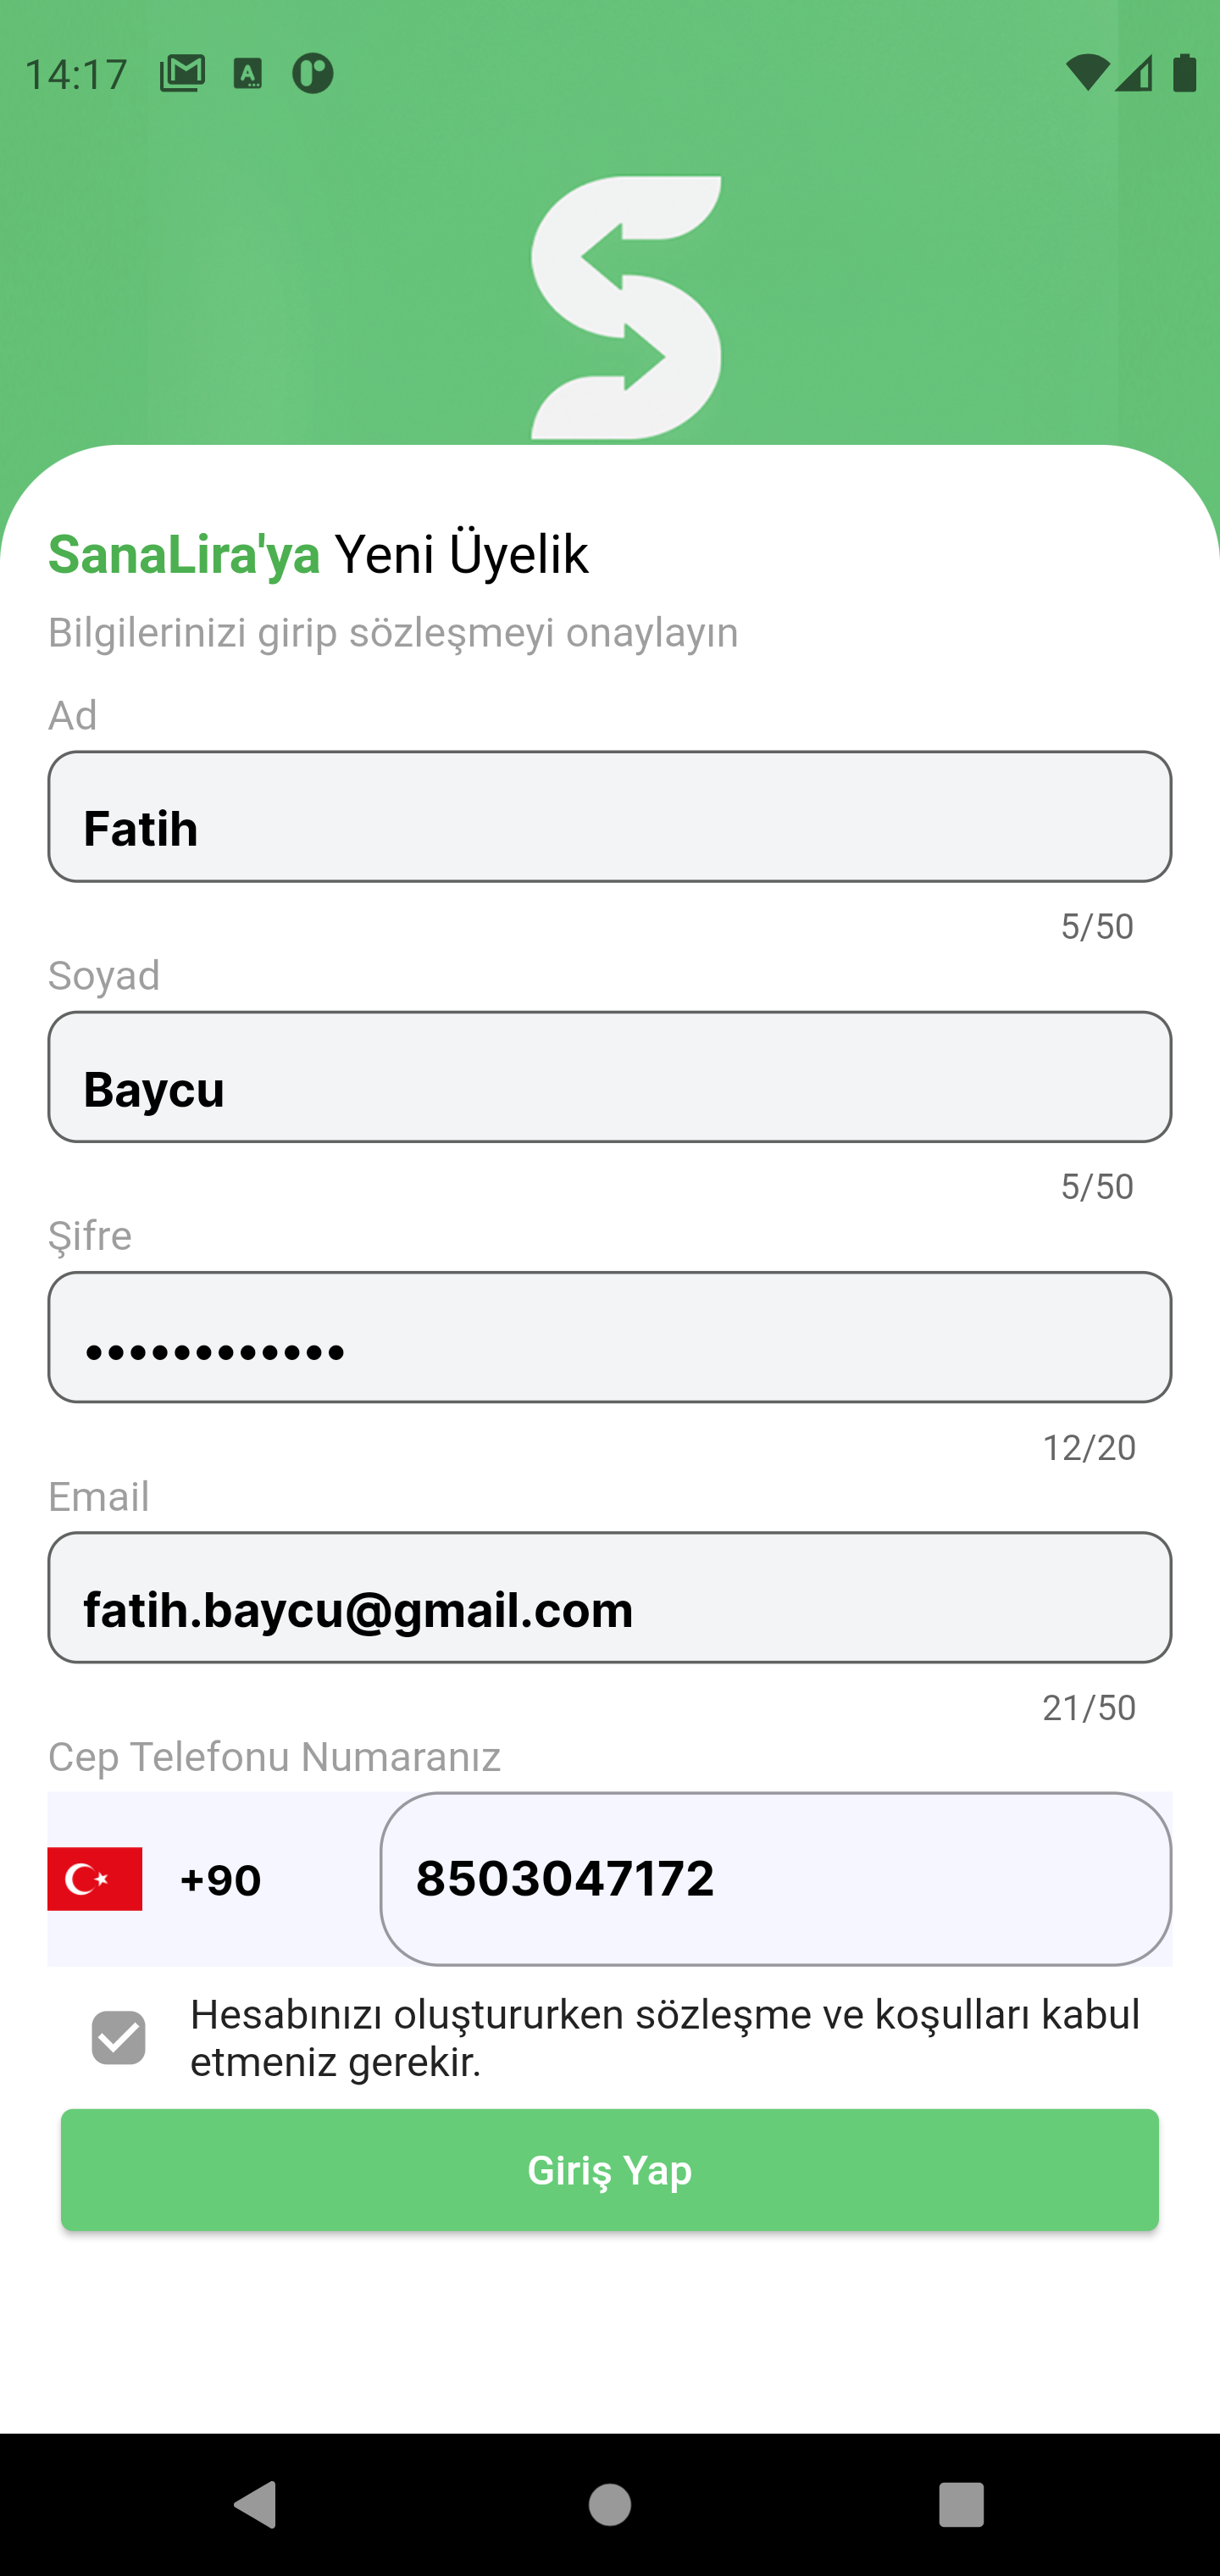 14:17
SanaLira'ya Yeni Üyelik
Bilgilerinizi girip sözleşmeyi onaylayın
Ad
Fatih
5/50
Soyad
Baycu
5/50
Şifre
••••••••••••
12/20
Email
fatih.baycu@gmail.com
21/50
Cep Telefonu Numaranız
+90 8503047172
Hesabınızı oluştururken sözleşme ve koşulları kabul
etmeniz gerekir.
Giriş Yap